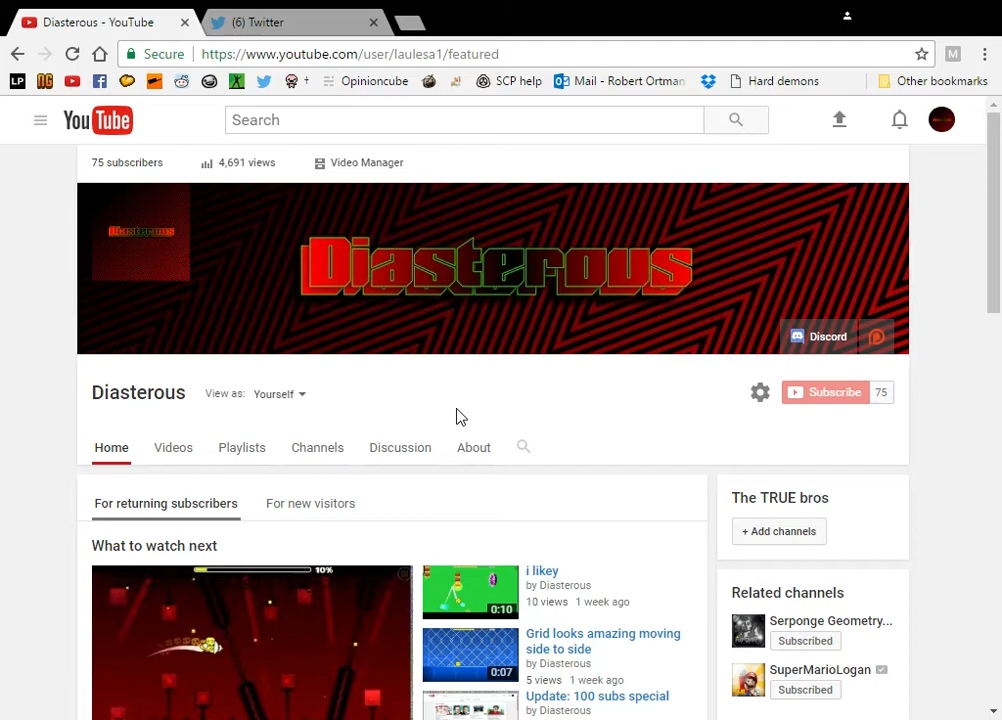 Diasterous - YouTube
(6) Twitter
Secure
https://www.youtube.com/user/laulesa1/featured
M
LP
OG
Opinioncube
SCP help
Mail - Robert Ortman
Hard demons
Other bookmarks
YouTube
Search
75 subscribers
4,691 views
Video Manager
Diasterous
Diasterous
Discord
Diasterous
View as: Yourself
Subscribe
75
Home
Videos
Playlists
Channels
Discussion
About
For returning subscribers
For new visitors
The TRUE bros
+ Add channels
What to watch next
10%
0:10
i likey
by Diasterous
10 views 1 week ago
0:07
Grid looks amazing moving
side to side
by Diasterous
5 views 1 week ago
Update: 100 subs special
by Diasterous
Related channels
Serponge Geometry...
Subscribed
SuperMarioLogan
Subscribed